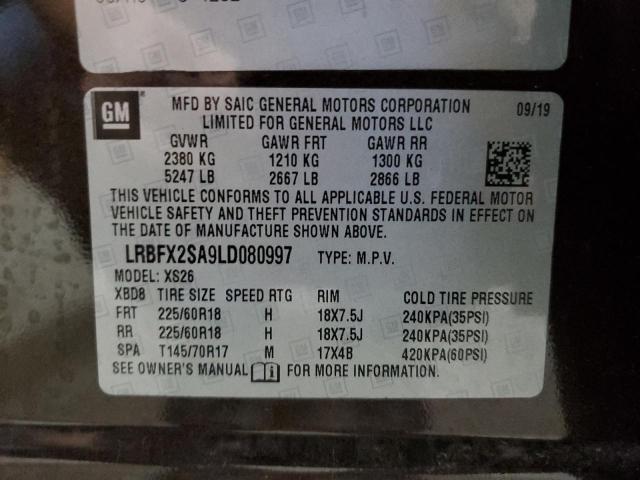 GM
MFD BY SAIC GENERAL MOTORS CORPORATION
LIMITED FOR GENERAL MOTORS LLC
09/19
GVWR GAWR FRT GAWR RR
2380 KG 1210 KG 1300 KG
5247 LB 2667 LB 2866 LB
THIS VEHICLE CONFORMS TO ALL APPLICABLE U.S. FEDERAL MOTOR
VEHICLE SAFETY AND THEFT PREVENTION STANDARDS IN EFFECT ON
THE DATE OF MANUFACTURE SHOWN ABOVE.
LRBFX2SA9LD080997 TYPE: M.P.V.
MODEL: XS26
XBD8 TIRE SIZE SPEED RTG RIM COLD TIRE PRESSURE
FRT 225/60R18 H 18X7.5J 240KPA(35PSI)
RR 225/60R18 H 18X7.5J 240KPA(35PSI)
SPA T145/70R17 M 17X4B 420KPA(60PSI)
SEE OWNER'S MANUAL FOR MORE INFORMATION.